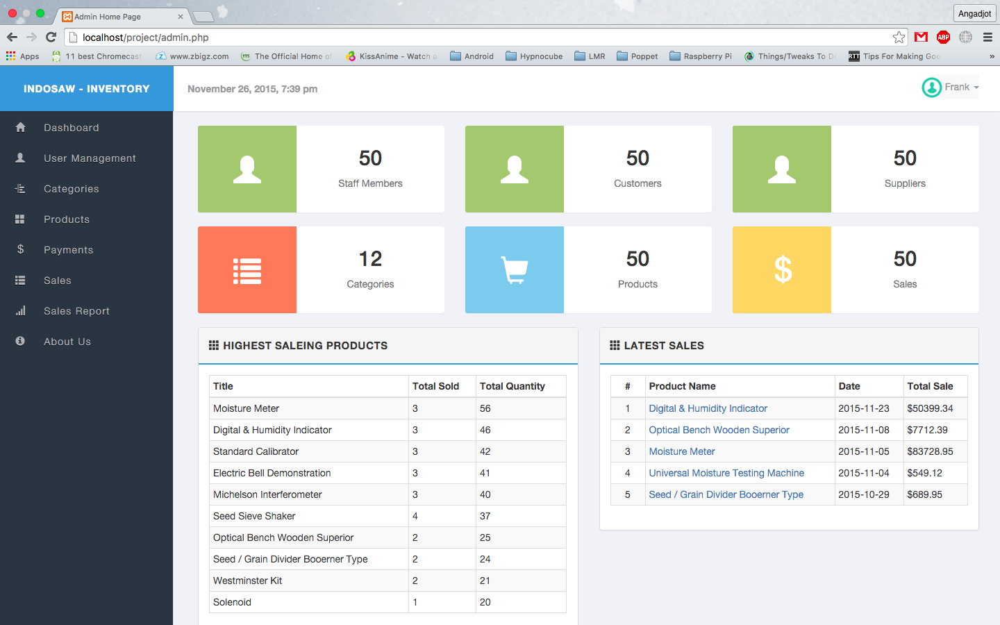 Admin Home Page
Angadjot
localhost/project/admin.php
ABP
Apps
11 best Chromecast
www.zbigz.com
YTS
The Official Home of
KissAnime - Watch a
Android
Hypnocube
LMR
Poppet
Raspberry Pi
Things/Tweaks To Do
RTT
Tips For Making Goo
»
INDOSAW - INVENTORY
November 26, 2015, 7:39 pm
Frank
Dashboard
User Management
Categories
Products
$ Payments
Sales
Sales Report
About Us
50
Staff Members
50
Customers
50
Suppliers
12
Categories
50
Products
$
50
Sales
HIGHEST SALEING PRODUCTS
Title Total Sold Total Quantity
Moisture Meter 3 56
Digital & Humidity Indicator 3 46
Standard Calibrator 3 42
Electric Bell Demonstration 3 41
Michelson Interferometer 3 40
Seed Sieve Shaker 4 37
Optical Bench Wooden Superior 2 25
Seed / Grain Divider Booerner Type 2 24
Westminster Kit 2 21
Solenoid 1 20
LATEST SALES
# Product Name Date Total Sale
1 Digital & Humidity Indicator 2015-11-23 $50399.34
2 Optical Bench Wooden Superior 2015-11-08 $7712.39
3 Moisture Meter 2015-11-05 $83728.95
4 Universal Moisture Testing Machine 2015-11-04 $549.12
5 Seed / Grain Divider Booerner Type 2015-10-29 $689.95